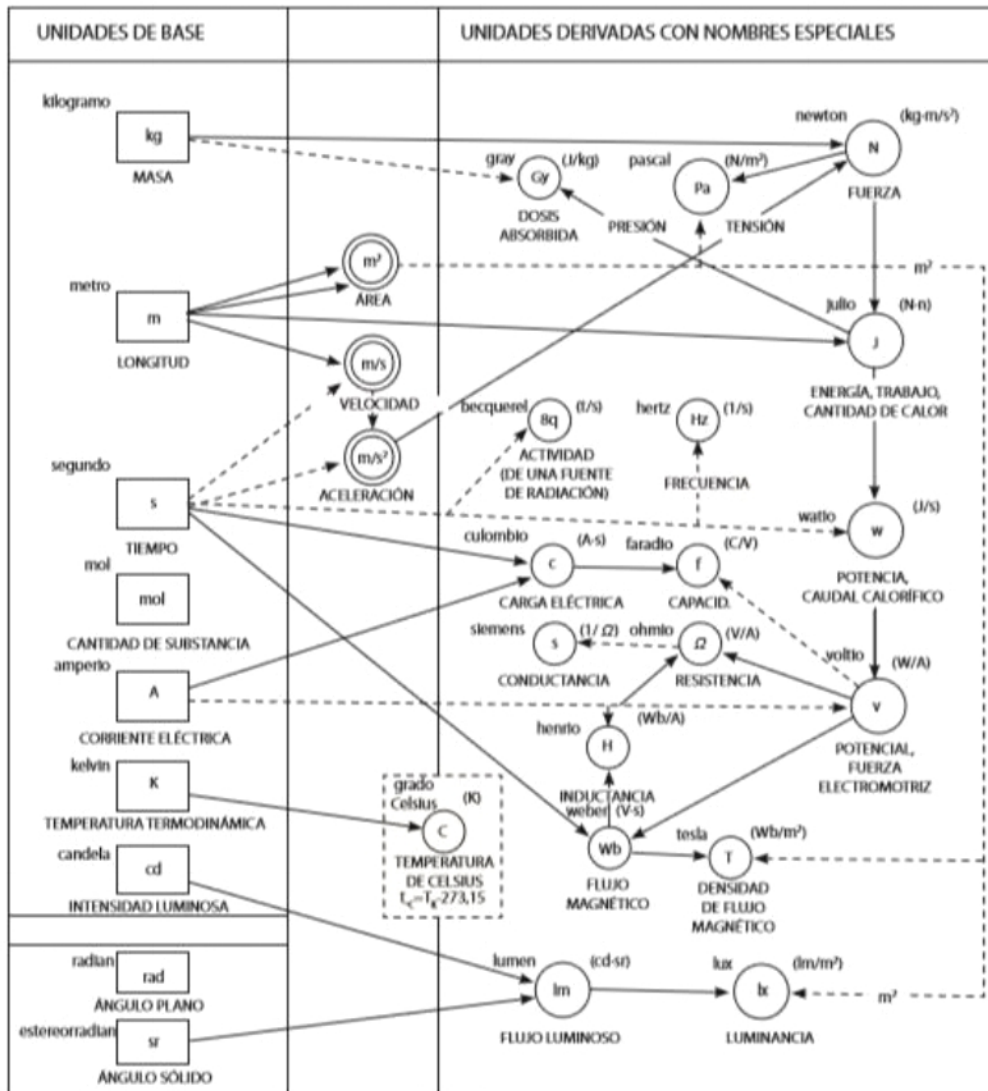 UNIDADES DE BASE
UNIDADES DERIVADAS CON NOMBRES ESPECIALES
kilogramo
kg
MASA
newton
(kg·m/s²)
N
FUERZA
gray
(J/kg)
Gy
DOSIS
ABSORBIDA
pascal
(N/m²)
Pa
PRESIÓN
TENSIÓN
metro
m
LONGITUD
m²
ÁREA
m²
julio
(N·n)
J
ENERGÍA, TRABAJO,
CANTIDAD DE CALOR
m/s
VELOCIDAD
m/s²
ACELERACIÓN
becquerel
(t/s)
8q
ACTIVIDAD
(DE UNA FUENTE
DE RADIACIÓN)
hertz
(1/s)
Hz
FRECUENCIA
segundo
s
TIEMPO
watio
(J/s)
w
POTENCIA,
CAUDAL CALORÍFICO
culombio
(A·s)
c
CARGA ELÉCTRICA
faradio
(C/V)
f
CAPACID.
mol
mol
CANTIDAD DE SUBSTANCIA
siemens
(1/ Ω)
s
CONDUCTANCIA
ohmio
(V/A)
Ω
RESISTENCIA
voltio
(W/A)
v
POTENCIAL,
FUERZA
ELECTROMOTRIZ
amperio
A
CORRIENTE ELÉCTRICA
henrio
(Wb/A)
H
INDUCTANCIA
kelvin
K
TEMPERATURA TERMODINÁMICA
grado
Celsius
(K)
C
TEMPERATURA
DE CELSIUS
t_C=T_K-273,15
weber
(V·s)
Wb
FLUJO
MAGNÉTICO
tesla
(Wb/m²)
T
DENSIDAD
DE FLUJO
MAGNÉTICO
candela
cd
INTENSIDAD LUMINOSA
radian
rad
ÁNGULO PLANO
estereorradian
sr
ÁNGULO SÓLIDO
lumen
(cd·sr)
lm
FLUJO LUMINOSO
lux
(lm/m²)
lx
LUMINANCIA
m²